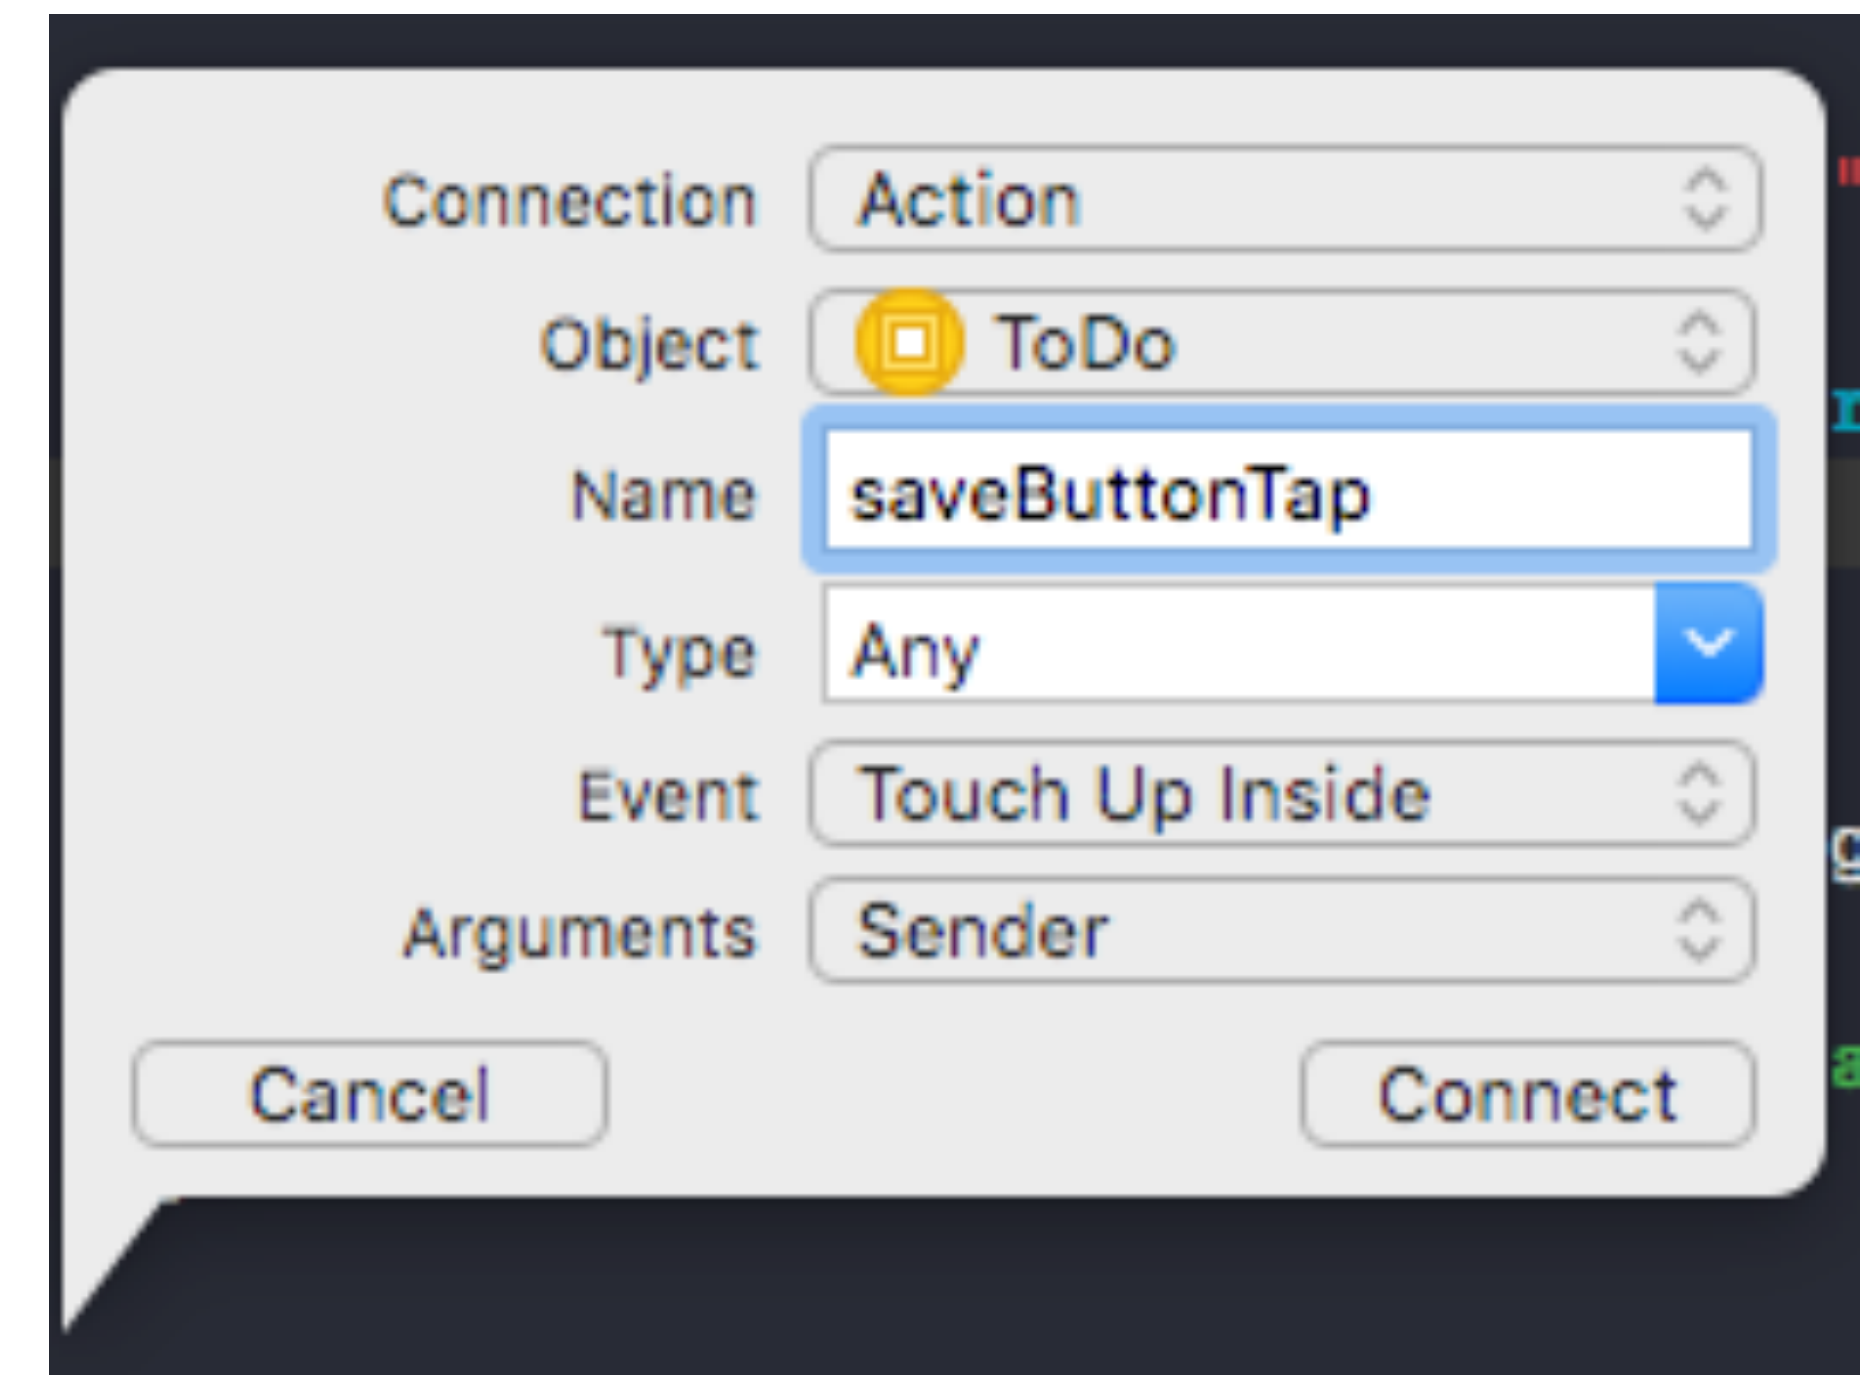 Connection Action
Object ToDo
Name saveButtonTap
Type Any
Event Touch Up Inside
Arguments Sender
Cancel Connect